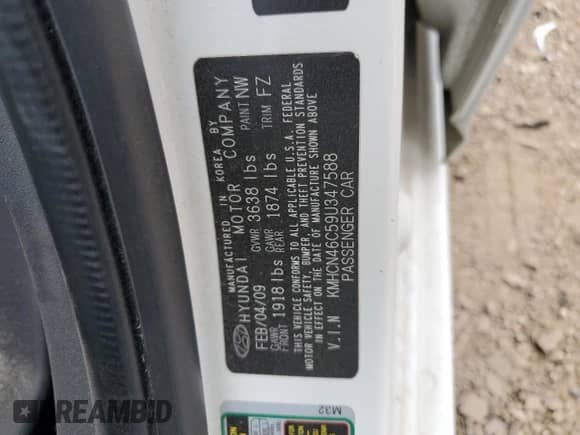 MANUFACTURED IN KOREA BY
HYUNDAI MOTOR COMPANY
FEB/04/09 GVWR 3638 lbs PAINT NW
GAWR FRONT 1918 lbs GAWR REAR 1874 lbs TRIM FZ
THIS VEHICLE CONFORMS TO ALL APPLICABLE U.S.A. FEDERAL
MOTOR VEHICLE SAFETY, BUMPER, AND THEFT PREVENTION STANDARDS
IN EFFECT ON THE DATE OF MANUFACTURE SHOWN ABOVE
V.I.N KMHCN46C59U347588
PASSENGER CAR
M32
DREAMBID